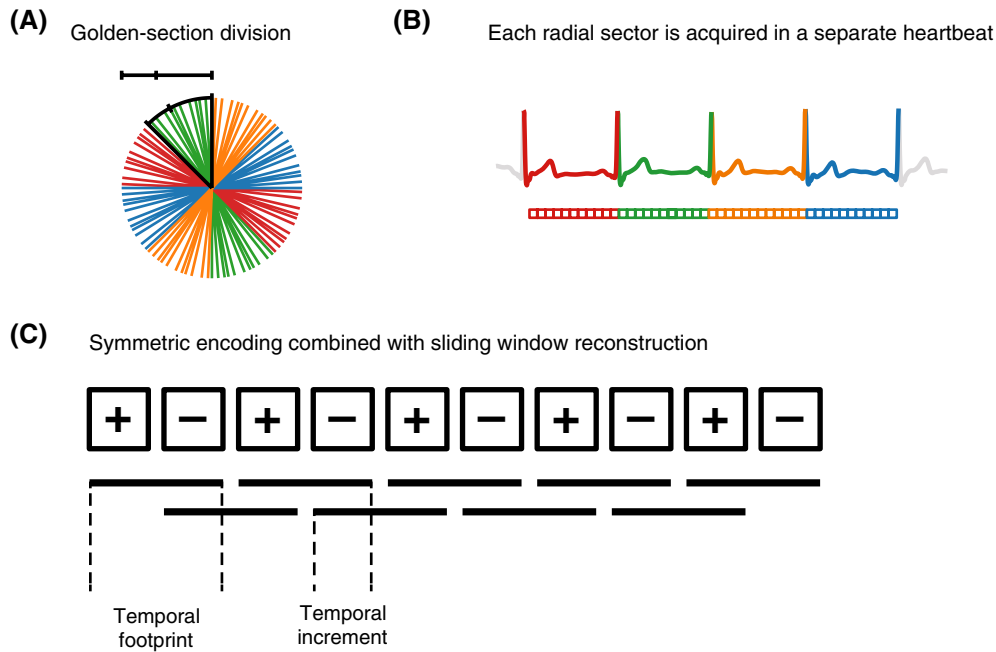 (A)
Golden-section division
(B)
Each radial sector is acquired in a separate heartbeat
(C)
Symmetric encoding combined with sliding window reconstruction
+ − + − + − + − + −
Temporal
footprint
Temporal
increment